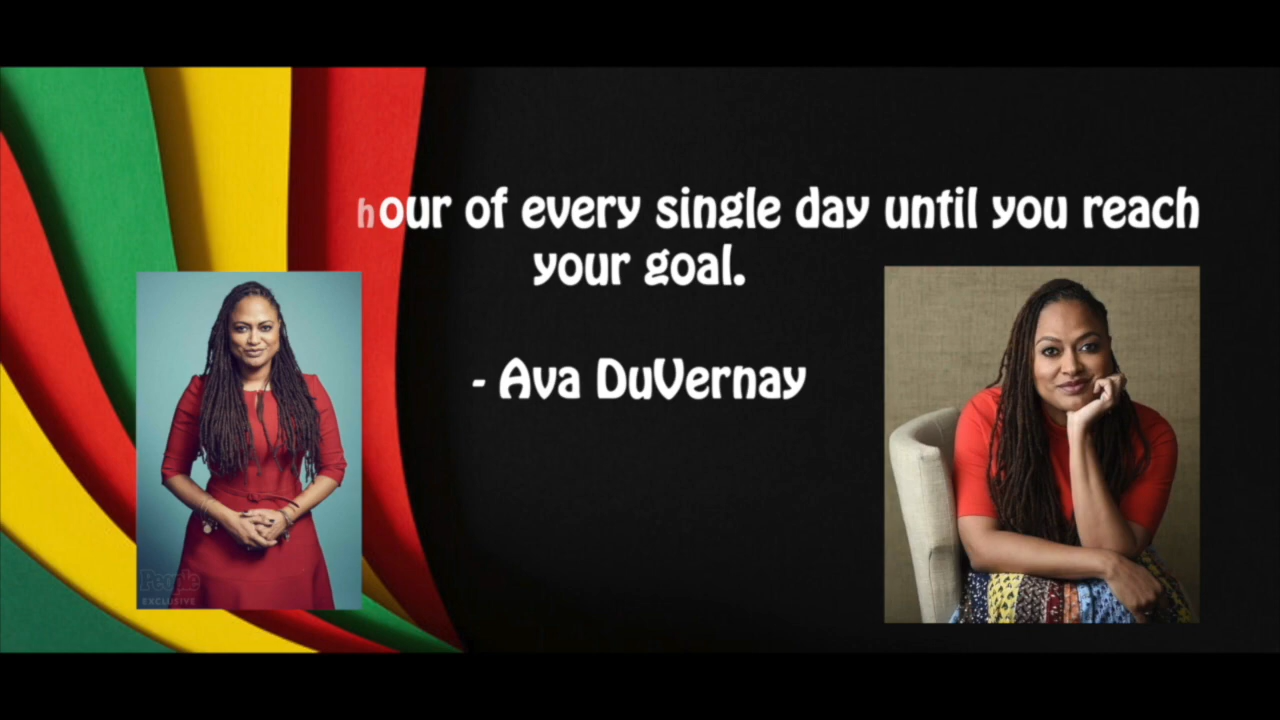 hour of every single day until you reach
your goal.
- Ava DuVernay
People
EXCLUSIVE